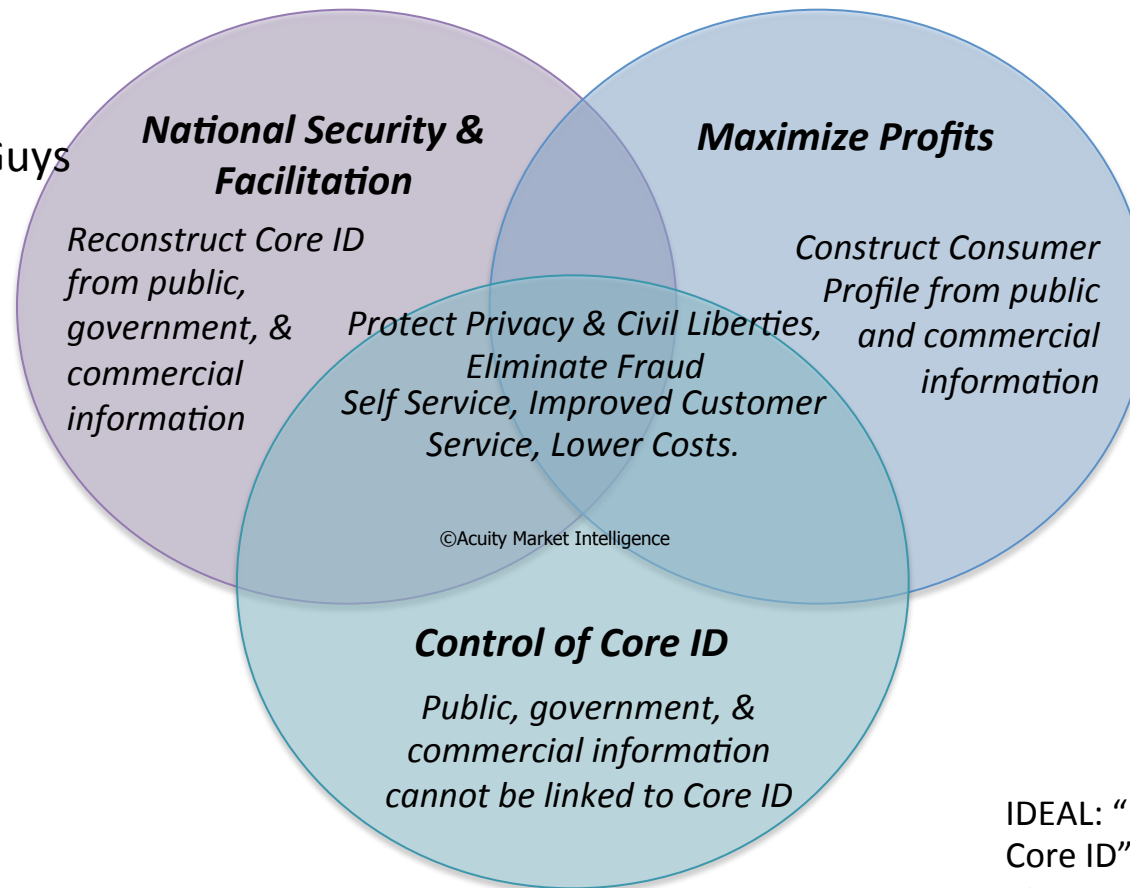 National Security &
Facilitation
Guys
Reconstruct Core ID
from public,
government, &
commercial
information
Maximize Profits
Construct Consumer
Profile from public
and commercial
information
Protect Privacy & Civil Liberties,
Eliminate Fraud
Self Service, Improved Customer
Service, Lower Costs.
©Acuity Market Intelligence
Control of Core ID
Public, government, &
commercial information
cannot be linked to Core ID
IDEAL: “
Core ID”